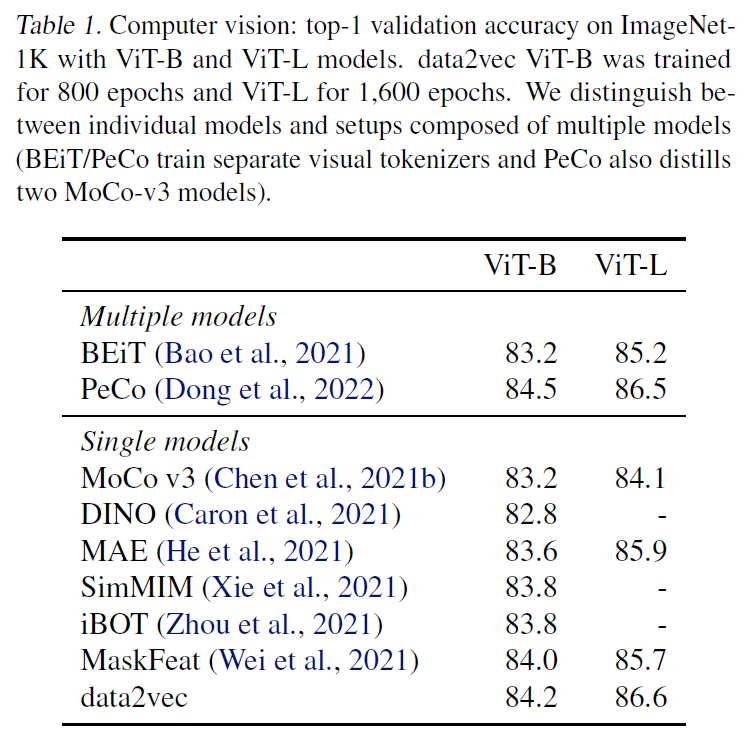 Table 1. Computer vision: top-1 validation accuracy on ImageNet-
1K with ViT-B and ViT-L models. data2vec ViT-B was trained
for 800 epochs and ViT-L for 1,600 epochs. We distinguish be-
tween individual models and setups composed of multiple models
(BEiT/PeCo train separate visual tokenizers and PeCo also distills
two MoCo-v3 models).
ViT-B ViT-L
Multiple models
BEiT (Bao et al., 2021) 83.2 85.2
PeCo (Dong et al., 2022) 84.5 86.5
Single models
MoCo v3 (Chen et al., 2021b) 83.2 84.1
DINO (Caron et al., 2021) 82.8 -
MAE (He et al., 2021) 83.6 85.9
SimMIM (Xie et al., 2021) 83.8 -
iBOT (Zhou et al., 2021) 83.8 -
MaskFeat (Wei et al., 2021) 84.0 85.7
data2vec 84.2 86.6